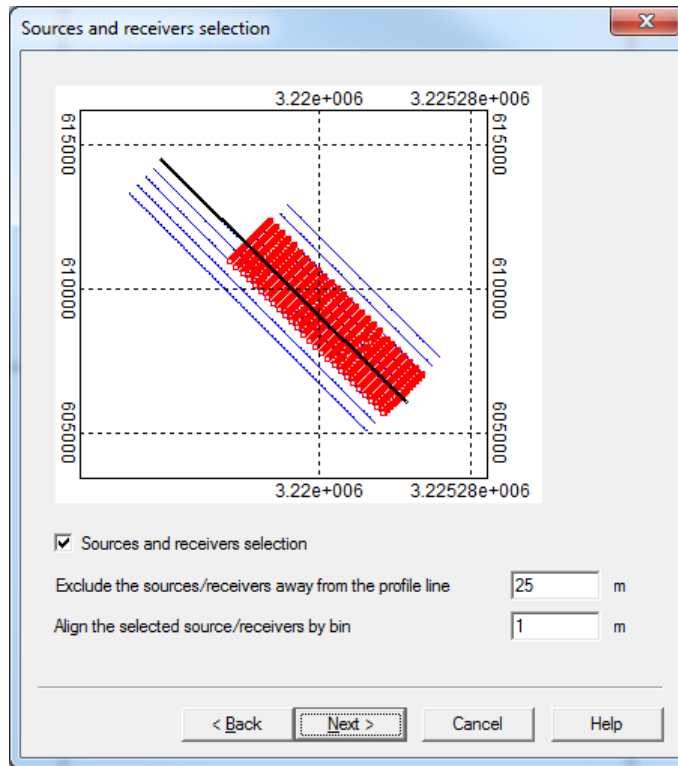 Sources and receivers selection
3.22e+006 3.22528e+006
615000 615000
610000 610000
605000 605000
3.22e+006 3.22528e+006
Sources and receivers selection
Exclude the sources/receivers away from the profile line 25 m
Align the selected source/receivers by bin 1 m
< Back Next > Cancel Help